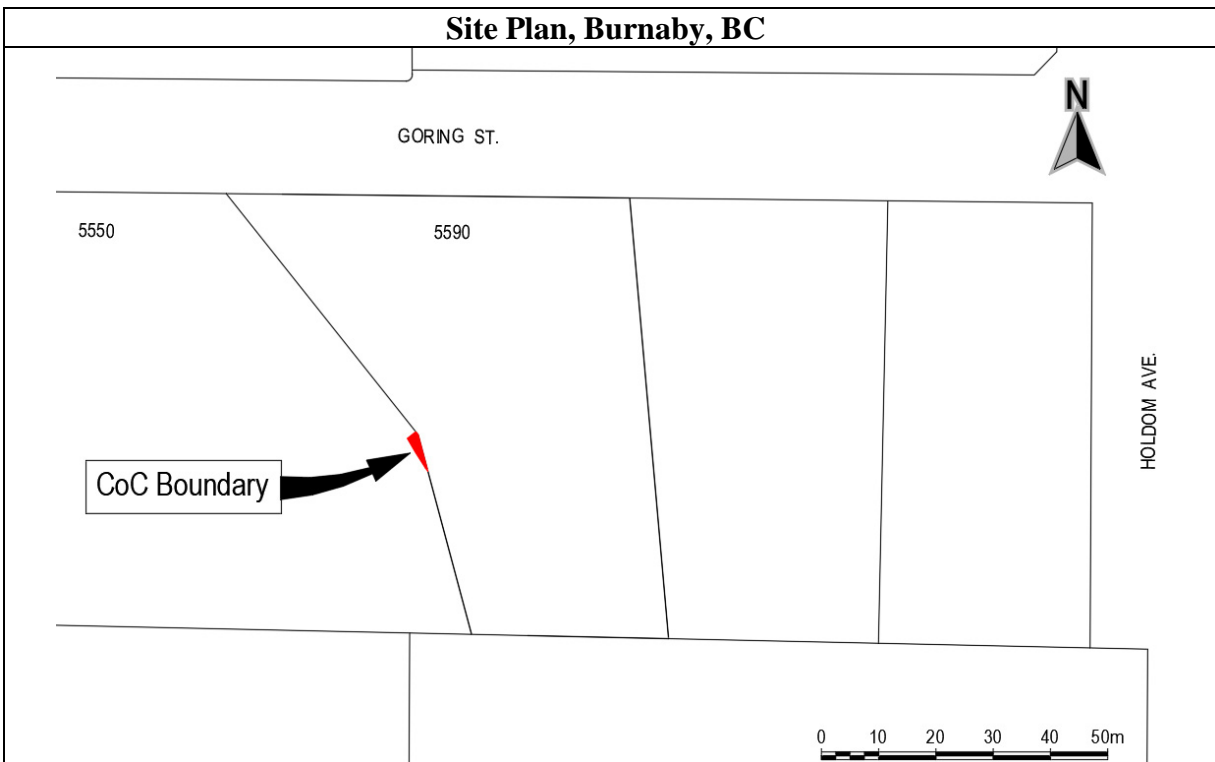 Site Plan, Burnaby, BC
N
GORING ST.
5550
5590
HOLDOM AVE.
CoC Boundary
0 10 20 30 40 50m